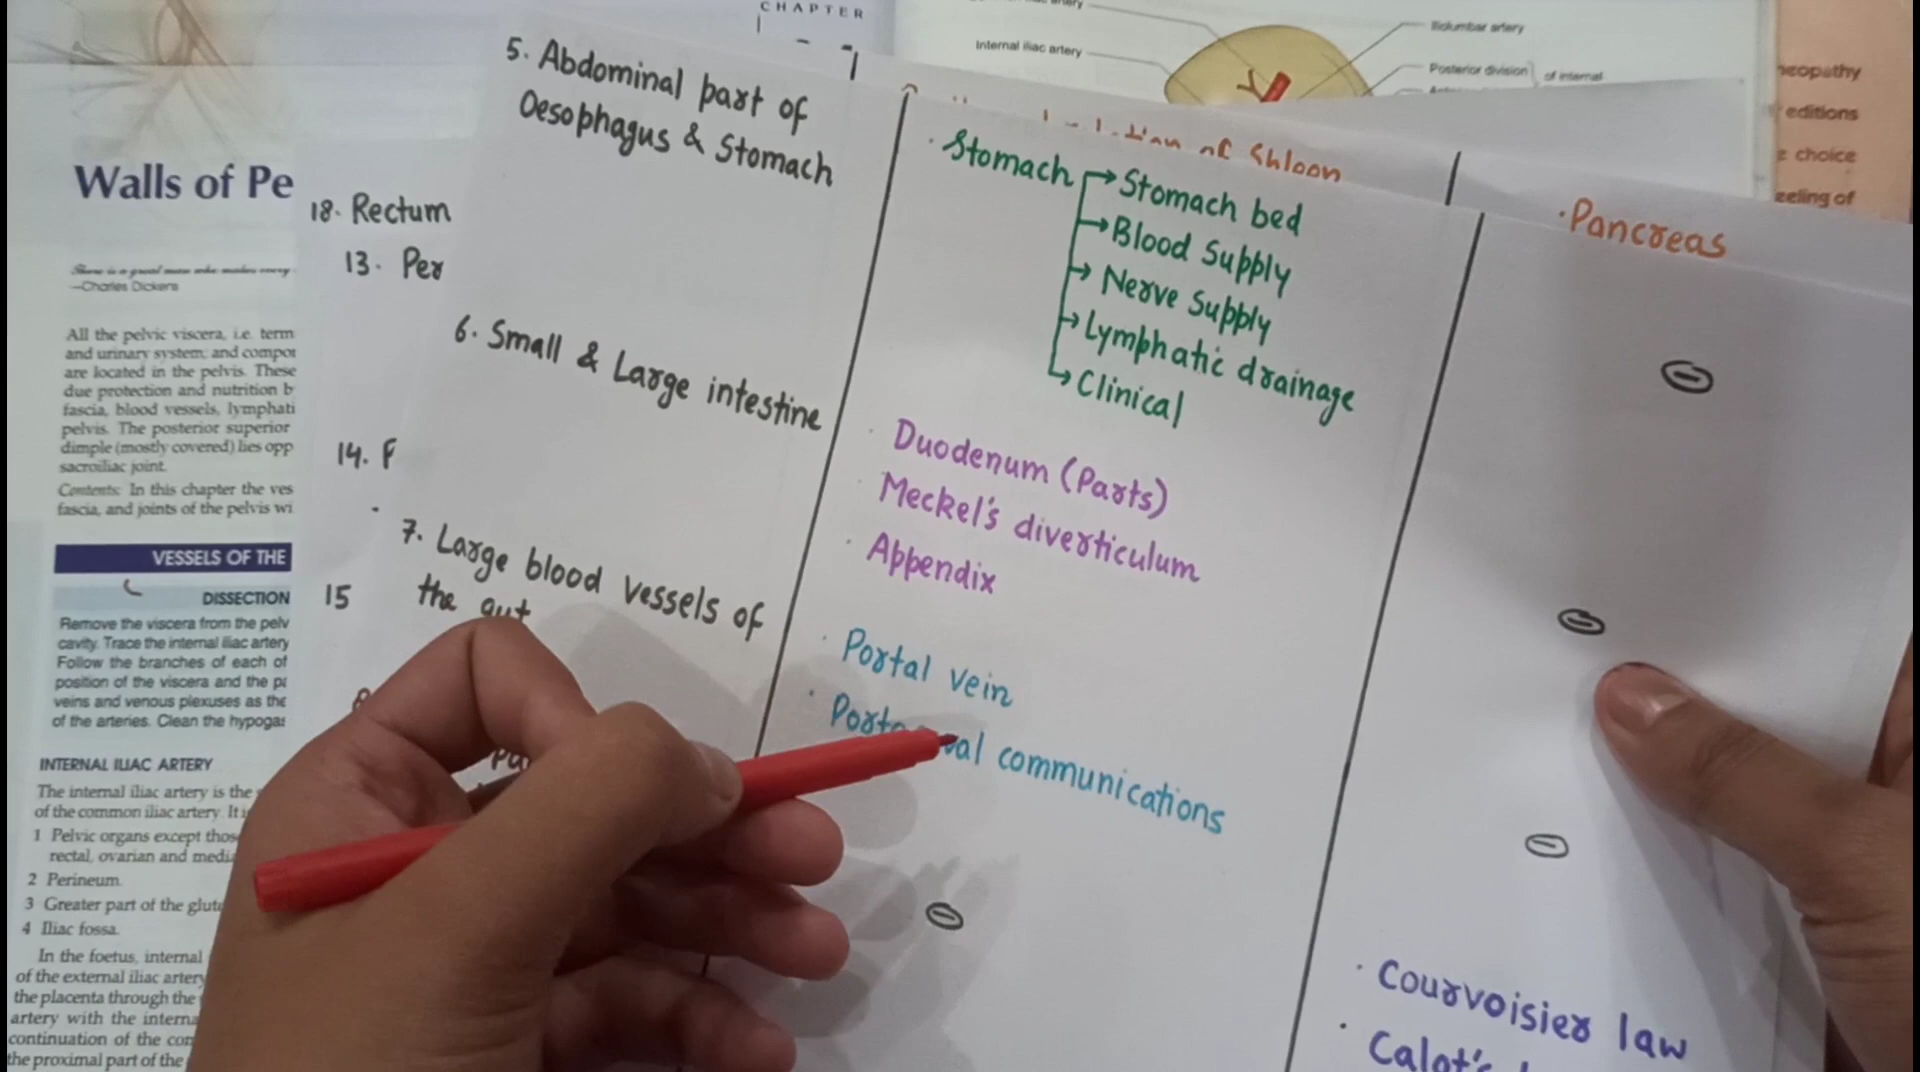 CHAPTER
Internal iliac artery
Iliolumbar artery
Posterior division
of internal
neopathy
editions
choice
eeling of
Walls of Pe
—Charles Dickens
All the pelvic viscera, i.e. term
and urinary system, and compor
are located in the pelvis. These
due protection and nutrition b
fascia, blood vessels, lymphati
pelvis. The posterior superior
dimple (mostly covered) lies opp
sacroiliac joint.
Contents: In this chapter the ves
fascia, and joints of the pelvis wi
VESSELS OF THE
DISSECTION
Remove the viscera from the pelv
cavity. Trace the internal iliac artery
Follow the branches of each of
position of the viscera and the pa
veins and venous plexuses as the
of the arteries. Clean the hypogas
INTERNAL ILIAC ARTERY
The internal iliac artery is the
of the common iliac artery. It i
1 Pelvic organs except thos
rectal, ovarian and media
2 Perineum.
3 Greater part of the glute
4 Iliac fossa.
In the foetus, internal
of the external iliac artery
the placenta through the
artery with the interna
continuation of the com
the proximal part of the
18. Rectum
13. Per
14. P
15
5. Abdominal part of
Oesophagus & Stomach
6. Small & Large intestine
7. Large blood vessels of
the gut
Pa
· Stomach → Stomach bed
→ Blood Supply
→ Nerve Supply
→ Lymphatic drainage
→ Clinical
· Duodenum (Parts)
· Meckel's diverticulum
· Appendix
· Portal vein
· communications
· Pancreas
· Courvoisier law
· Calot's